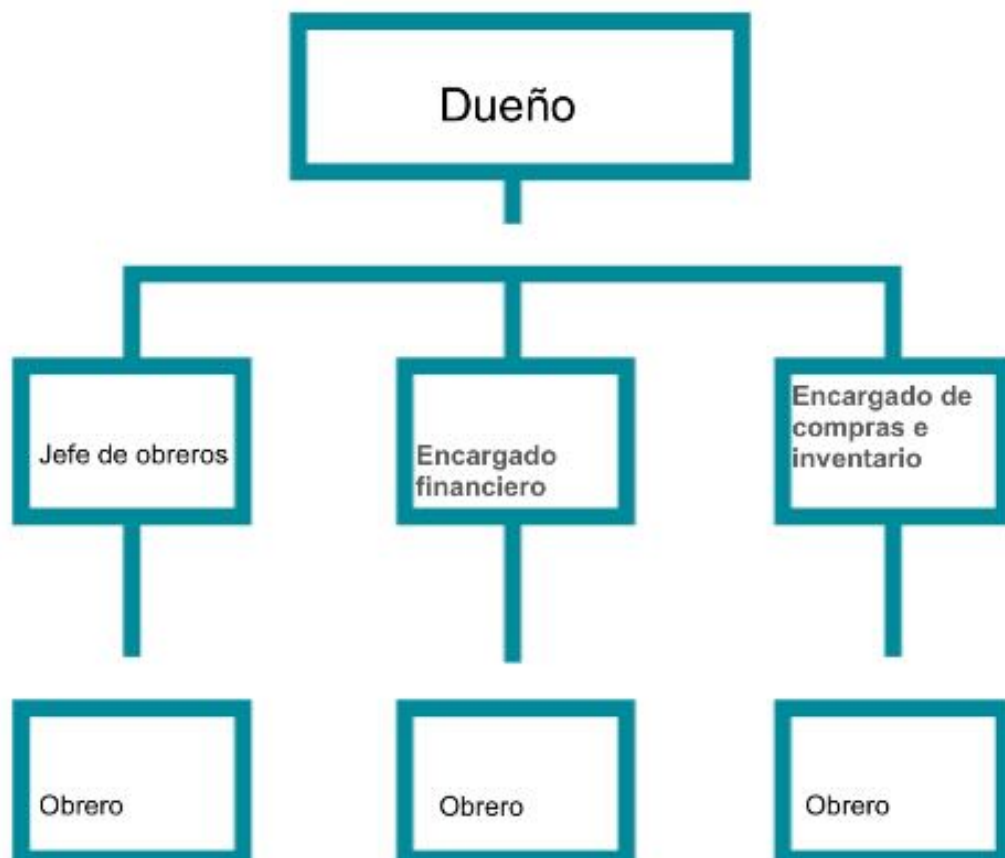 Dueño
Jefe de obreros
Encargado
financiero
Encargado de
compras e
inventario
Obrero
Obrero
Obrero